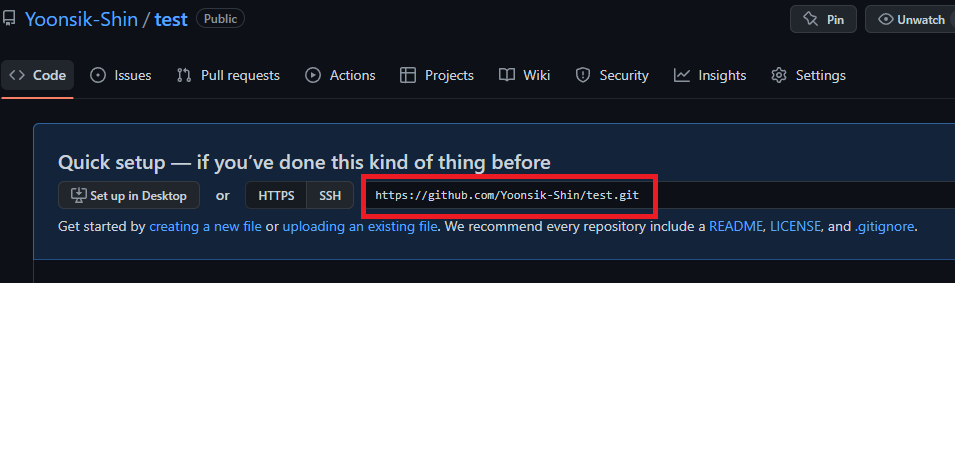 Yoonsik-Shin / test Public Pin Unwatch
Code Issues Pull requests Actions Projects Wiki Security Insights Settings
Quick setup — if you’ve done this kind of thing before
Set up in Desktop or HTTPS SSH https://github.com/Yoonsik-Shin/test.git
Get started by creating a new file or uploading an existing file. We recommend every repository include a README, LICENSE, and .gitignore.